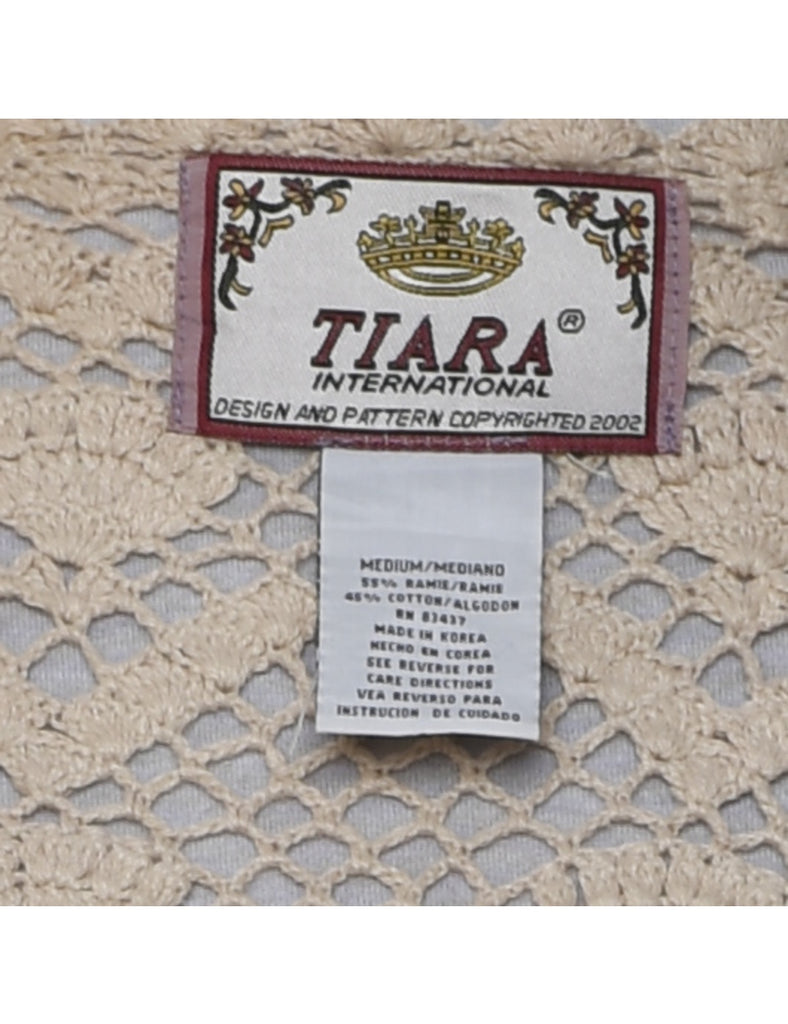 TIARA ®
INTERNATIONAL
DESIGN AND PATTERN COPYRIGHTED 2002
MEDIUM/MEDIANO
55% RAMIE/RAMIE
45% COTTON/ALGODON
RN 83437
MADE IN KOREA
HECHO EN COREA
SEE REVERSE FOR
CARE DIRECTIONS
VEA REVERSO PARA
INSTRUCION DE CUIDADO